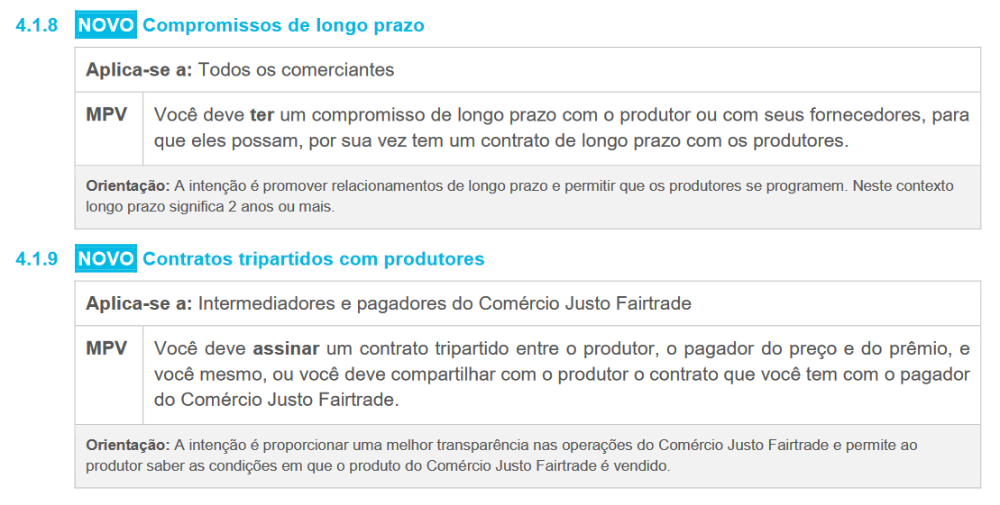 4.1.8 NOVO Compromissos de longo prazo
Aplica-se a: Todos os comerciantes
MPV Você deve ter um compromisso de longo prazo com o produtor ou com seus fornecedores, para
que eles possam, por sua vez tem um contrato de longo prazo com os produtores.
Orientação: A intenção é promover relacionamentos de longo prazo e permitir que os produtores se programem. Neste contexto
longo prazo significa 2 anos ou mais.
4.1.9 NOVO Contratos tripartidos com produtores
Aplica-se a: Intermediadores e pagadores do Comércio Justo Fairtrade
MPV Você deve assinar um contrato tripartido entre o produtor, o pagador do preço e do prêmio, e
você mesmo, ou você deve compartilhar com o produtor o contrato que você tem com o pagador
do Comércio Justo Fairtrade.
Orientação: A intenção é proporcionar uma melhor transparência nas operações do Comércio Justo Fairtrade e permite ao
produtor saber as condições em que o produto do Comércio Justo Fairtrade é vendido.